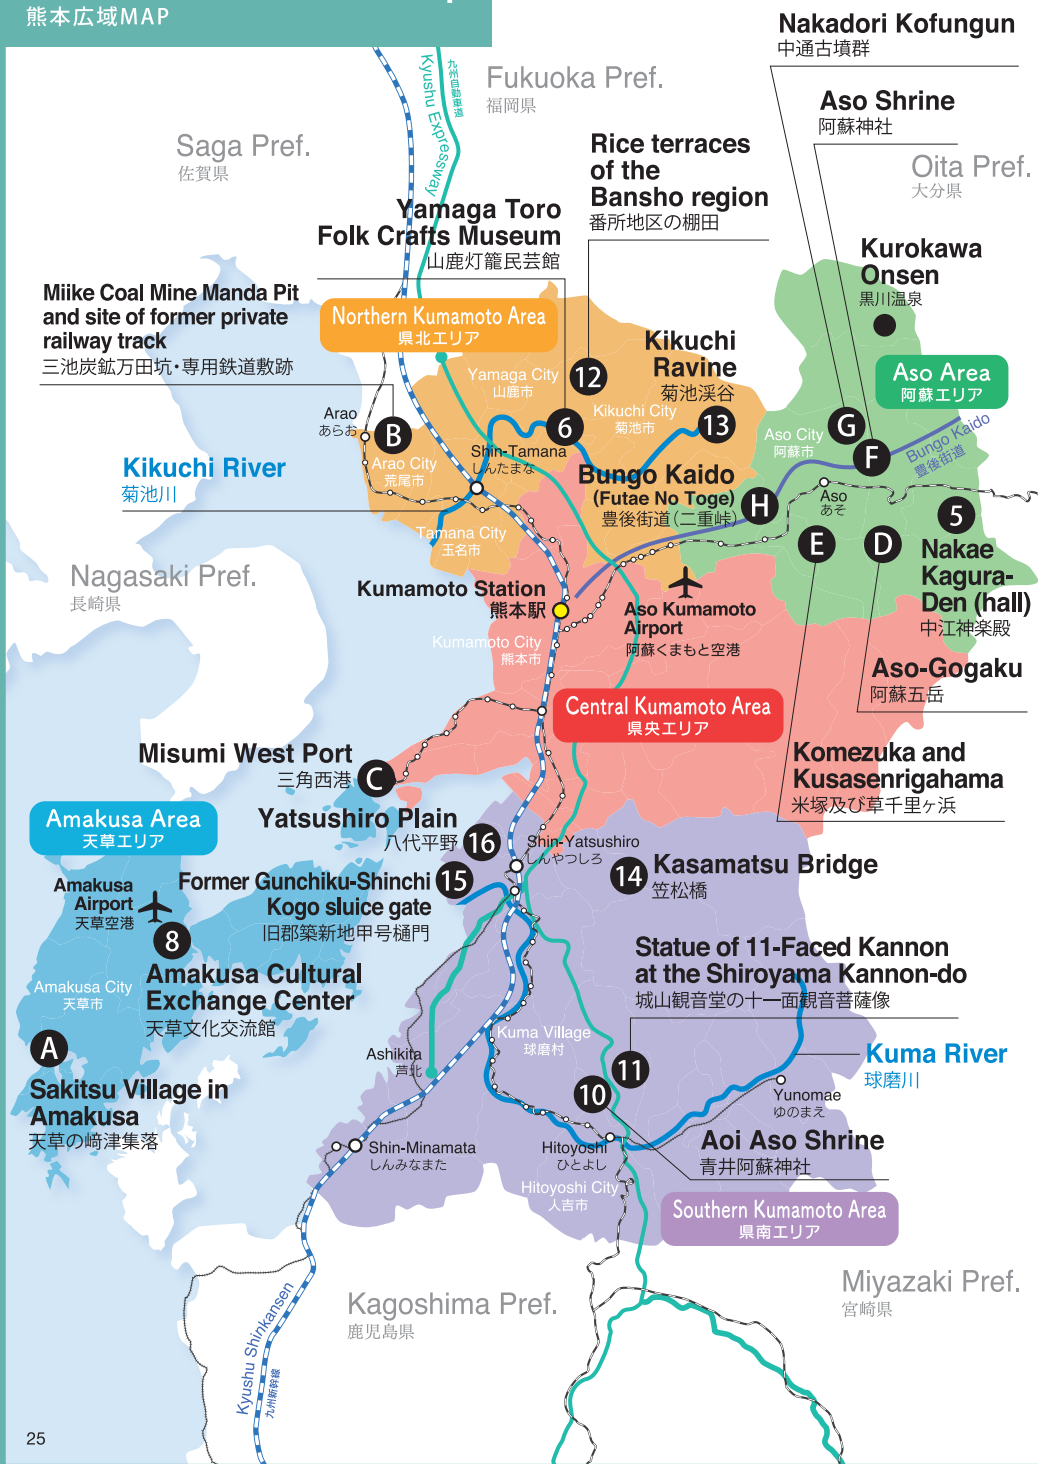 熊本広域MAP
Nakadori Kofungun
中通古墳群
Fukuoka Pref.
福岡県
Kyushu Expressway
九州自動車道
Aso Shrine
阿蘇神社
Saga Pref.
佐賀県
Rice terraces
of the
Bansho region
番所地区の棚田
Oita Pref.
大分県
Yamaga Toro
Folk Crafts Museum
山鹿灯籠民芸館
Kurokawa
Onsen
黒川温泉
Miike Coal Mine Manda Pit
and site of former private
railway track
三池炭鉱万田坑・専用鉄道敷跡
Northern Kumamoto Area
県北エリア
Kikuchi
Ravine
菊池渓谷
Aso Area
阿蘇エリア
Yamaga City
山鹿市
12
Kikuchi City
菊池市
13
Arao
あらお
B
6
G
Aso City
阿蘇市
F
Bungo Kaido
豊後街道
Arao City
荒尾市
Shin-Tamana
しんたまな
Kikuchi River
菊池川
Bungo Kaido
(Futae No Toge)
豊後街道(二重峠)
H
Aso
あそ
5
Tamana City
玉名市
E
D
Nakae
Kagura-
Den (hall)
中江神楽殿
Nagasaki Pref.
長崎県
Kumamoto Station
熊本駅
Aso Kumamoto
Airport
阿蘇くまもと空港
Kumamoto City
熊本市
Aso-Gogaku
阿蘇五岳
Central Kumamoto Area
県央エリア
Misumi West Port
三角西港
C
Komezuka and
Kusasenrigahama
米塚及び草千里ヶ浜
Amakusa Area
天草エリア
Yatsushiro Plain
八代平野
16
Shin-Yatsushiro
しんやつしろ
Kasamatsu Bridge
笠松橋
14
Amakusa
Airport
天草空港
Former Gunchiku-Shinchi
Kogo sluice gate
旧郡築新地甲号樋門
15
8
Amakusa Cultural
Exchange Center
天草文化交流館
Statue of 11-Faced Kannon
at the Shiroyama Kannon-do
城山観音堂の十一面観音菩薩像
Amakusa City
天草市
Kuma Village
球磨村
A
Ashikita
芦北
Kuma River
球磨川
11
10
Sakitsu Village in
Amakusa
天草の﨑津集落
Yunomae
ゆのまえ
Shin-Minamata
しんみなまた
Hitoyoshi
ひとよし
Aoi Aso Shrine
青井阿蘇神社
Hitoyoshi City
人吉市
Southern Kumamoto Area
県南エリア
Miyazaki Pref.
宮崎県
Kagoshima Pref.
鹿児島県
Kyushu Shinkansen
九州新幹線
25